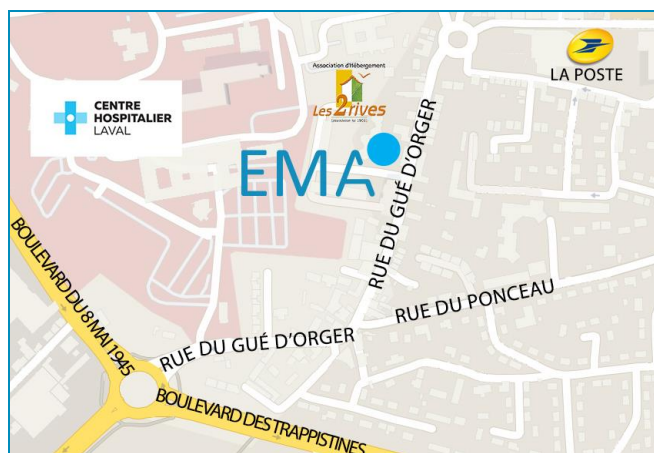 Association d'Hébergement
Les 2 rives
LA POSTE
CENTRE
HOSPITALIER
LAVAL
EMA
RUE DU GUÉ D'ORGER
BOULEVARD DU 8 MAI 1945
RUE DU PONCEAU
RUE DU GUÉ D'ORGER
BOULEVARD DES TRAPPISTINES